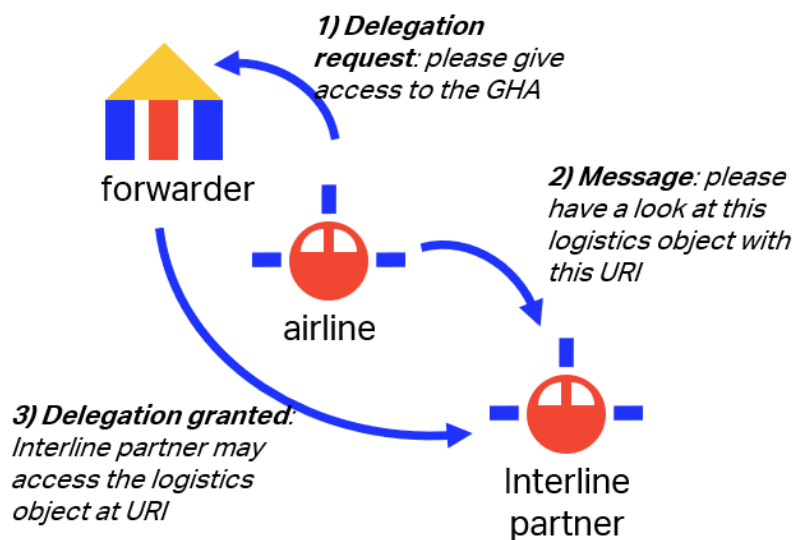 1) Delegation
request: please give
access to the GHA
forwarder
2) Message: please
have a look at this
logistics object with
this URI
airline
3) Delegation granted:
Interline partner may
access the logistics
object at URI
Interline
partner